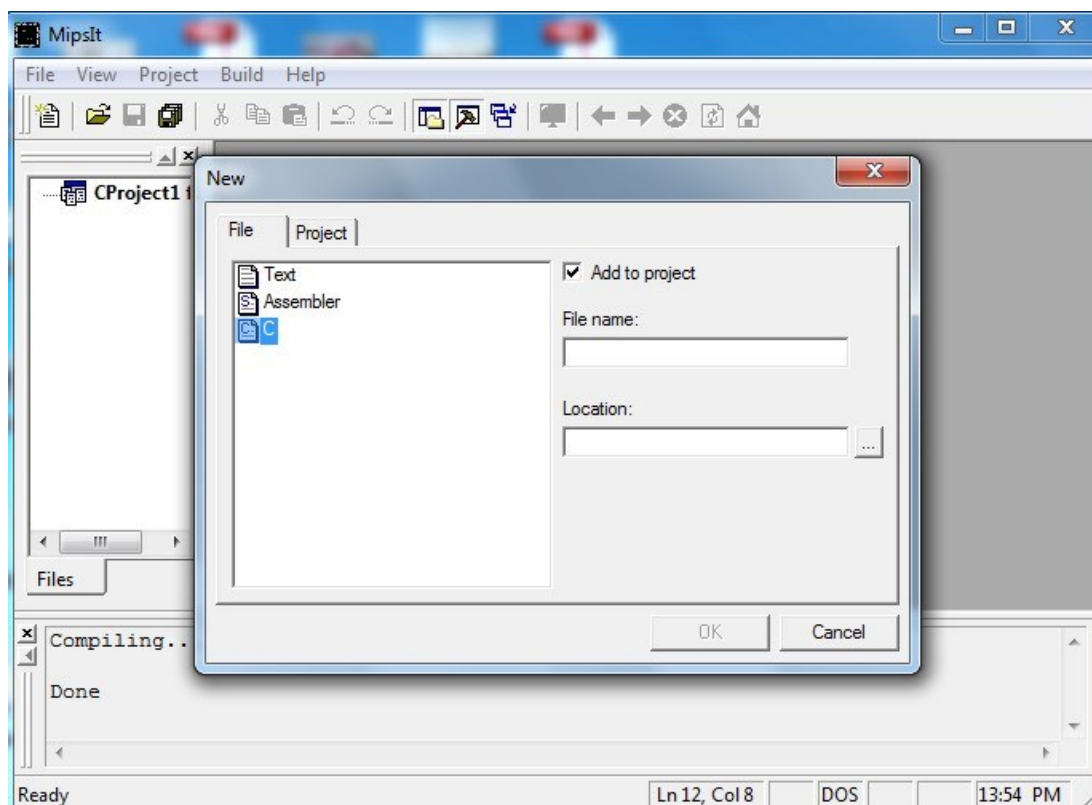 MipsIt
File View Project Build Help
CProject1 f
New
File Project
Text
Assembler
C
Add to project
File name:
Location:
...
OK Cancel
Files
Compiling..
Done
Ready Ln 12, Col 8 DOS 13:54 PM